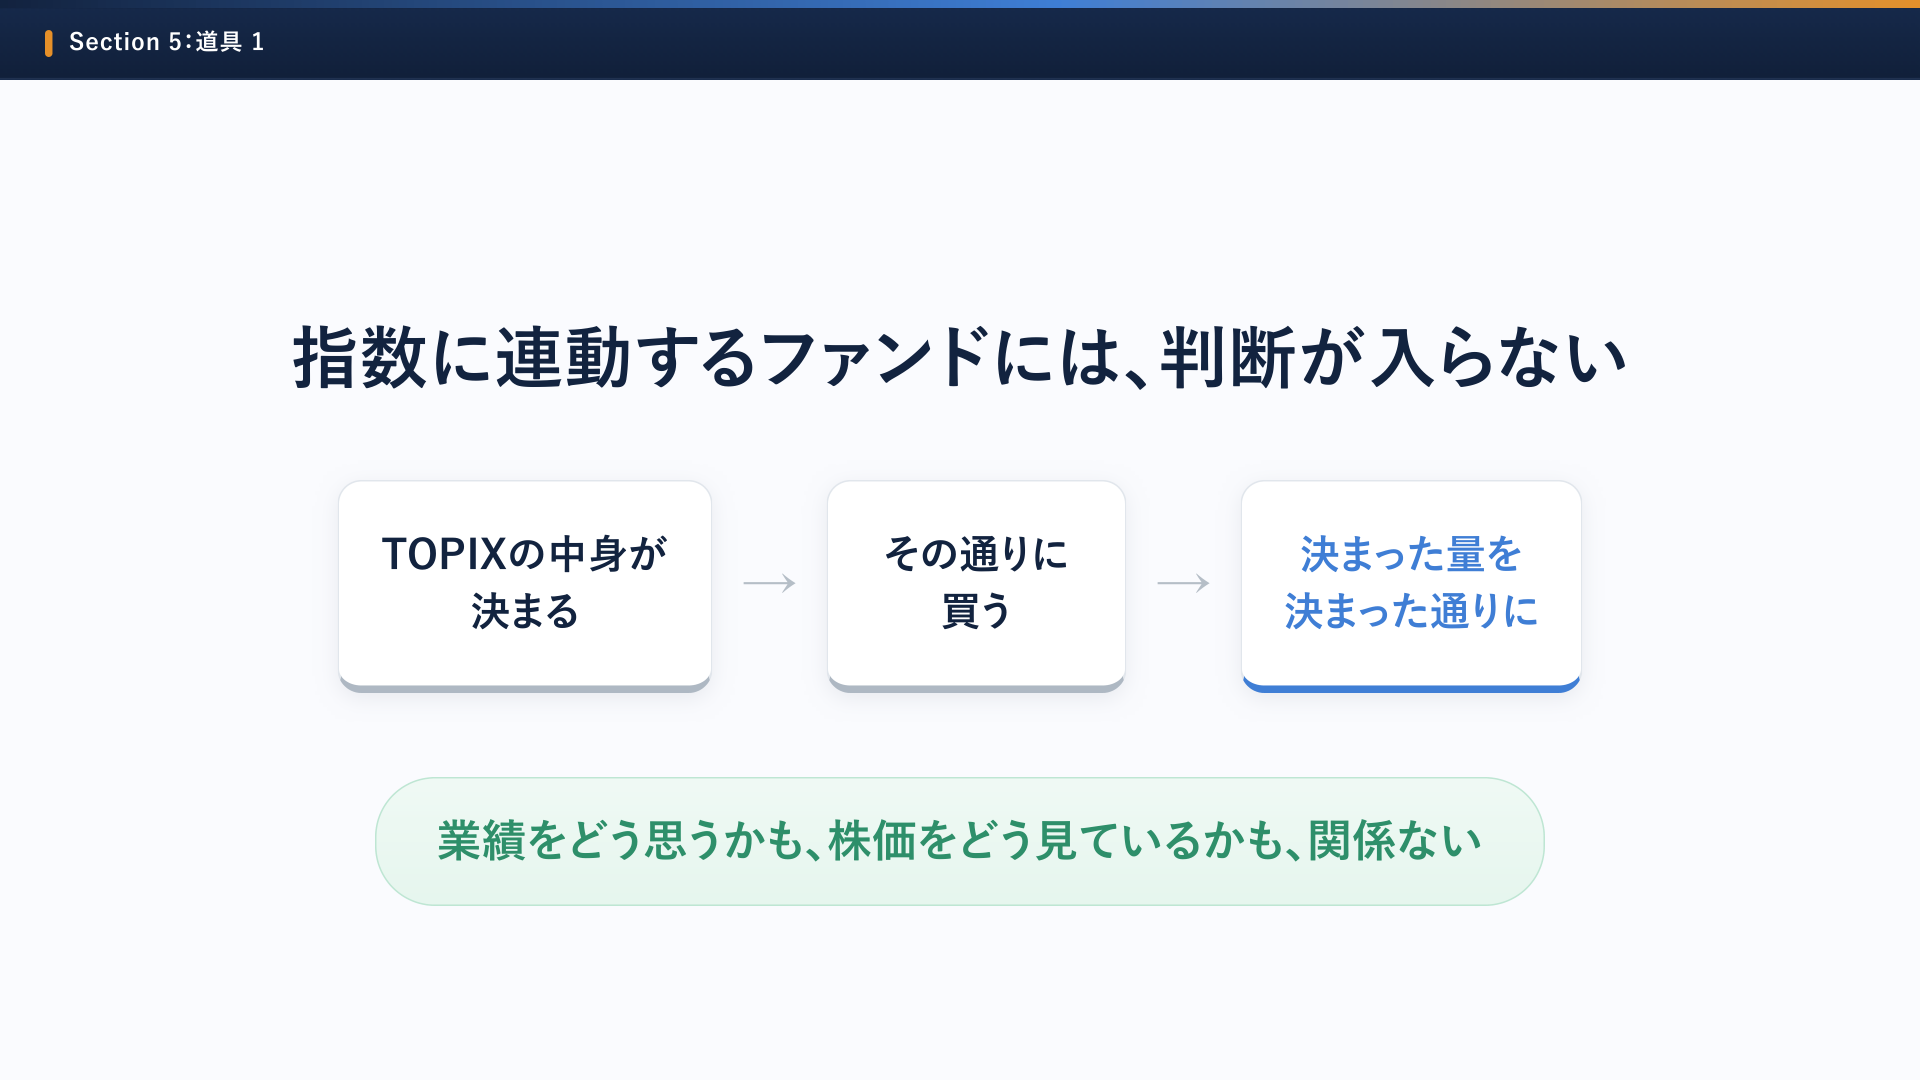 Section 5：道具 1
指数に連動するファンドには、判断が入らない
TOPIXの中身が
決まる
→
その通りに
買う
→
決まった量を
決まった通りに
業績をどう思うかも、株価をどう見ているかも、関係ない